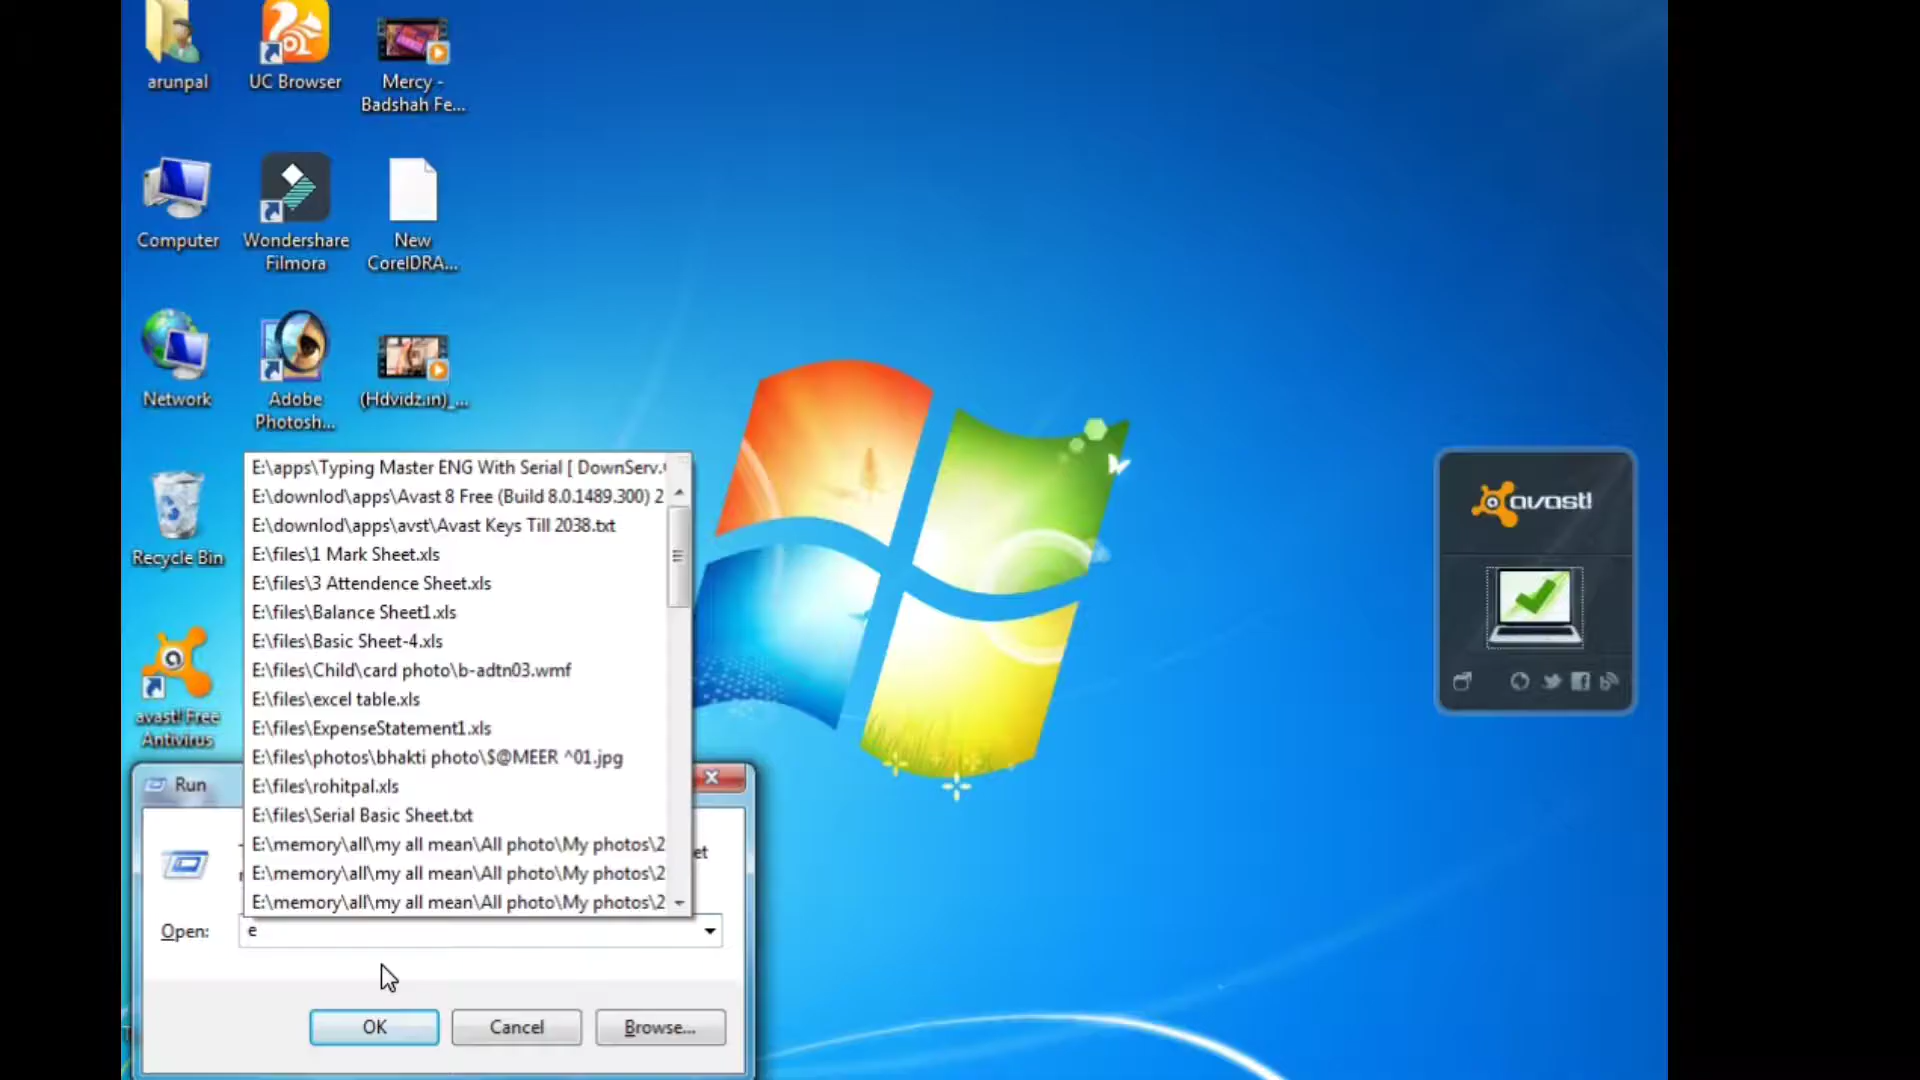 arunpal
UC Browser
Mercy -
Badshah Fe...
Computer
Wondershare
Filmora
New
CorelDRA...
Network
Adobe
Photosh...
(Hdvidz.in)_...
Recycle Bin
avast! Free
Antivirus
E:\apps\Typing Master ENG With Serial [ DownServ.
E:\downlod\apps\Avast 8 Free (Build 8.0.1489.300) 2
E:\downlod\apps\avst\Avast Keys Till 2038.txt
E:\files\1 Mark Sheet.xls
E:\files\3 Attendence Sheet.xls
E:\files\Balance Sheet1.xls
E:\files\Basic Sheet-4.xls
E:\files\Child\card photo\b-adtn03.wmf
E:\files\excel table.xls
E:\files\ExpenseStatement1.xls
E:\files\photos\bhakti photo\$@MEER ^01.jpg
E:\files\rohitpal.xls
E:\files\Serial Basic Sheet.txt
E:\memory\all\my all mean\All photo\My photos\2
E:\memory\all\my all mean\All photo\My photos\2
E:\memory\all\my all mean\All photo\My photos\2
Run
et
Open:
e
OK
Cancel
Browse...
avast!